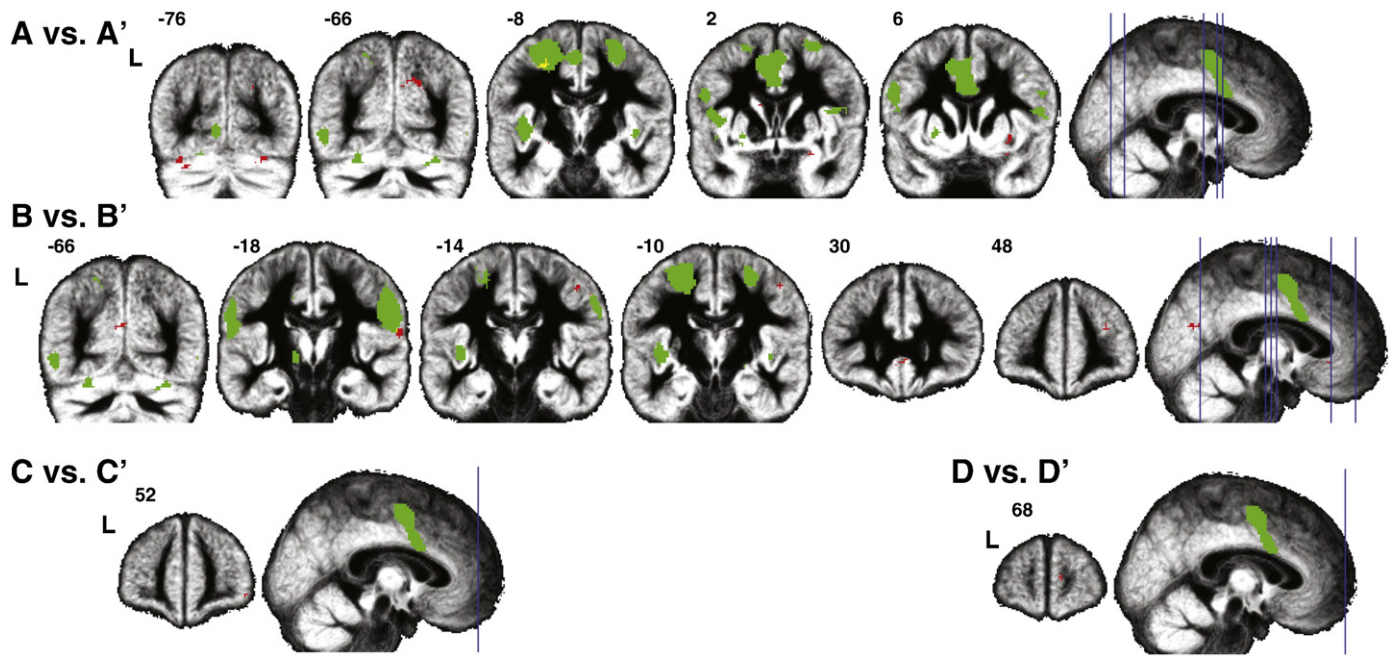 A vs. A’
-76 -66 -8 2 6
L
B vs. B’
-66 -18 -14 -10 30 48
L
C vs. C’ D vs. D’
52 68
L L